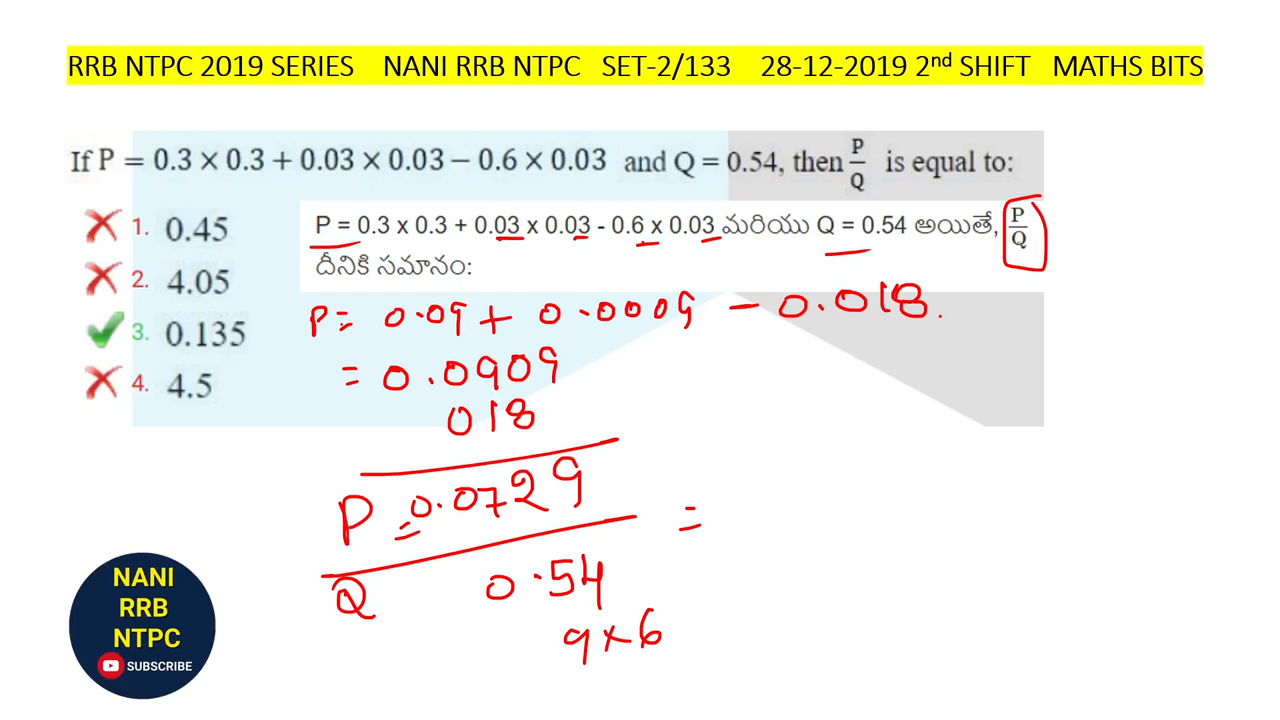 RRB NTPC 2019 SERIES NANI RRB NTPC SET-2/133 28-12-2019 2nd SHIFT MATHS BITS
If P = 0.3 × 0.3 + 0.03 × 0.03 − 0.6 × 0.03 and Q = 0.54, then P/Q is equal to:
1. 0.45
2. 4.05
3. 0.135
4. 4.5
P = 0.3 x 0.3 + 0.03 x 0.03 - 0.6 x 0.03 మరియు Q = 0.54 అయితే, P/Q
దీనికి సమానం:
P = 0.09 + 0.0009 − 0.018.
= 0.0909
018
P = 0.0729 =
Q 0.54
9×6
NANI
RRB
NTPC
SUBSCRIBE